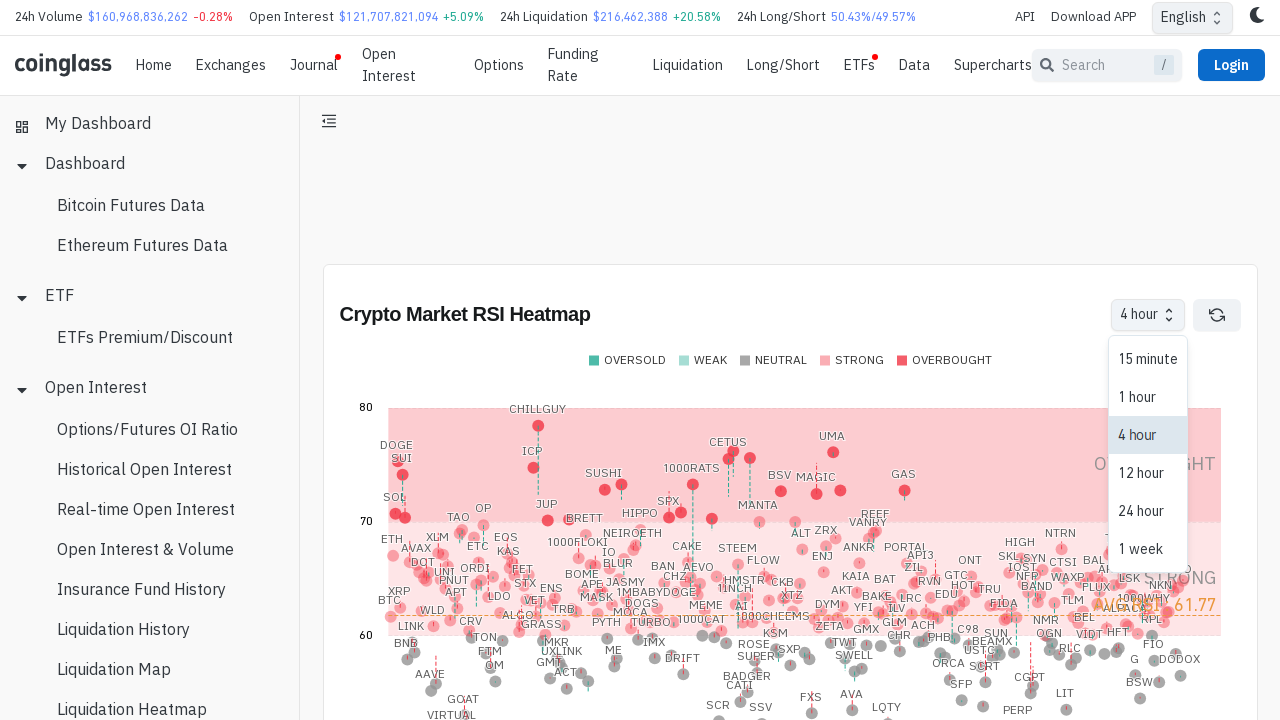 24h Volume $160,968,836,262 -0.28% Open Interest $121,707,821,094 +5.09% 24h Liquidation $216,462,388 +20.58% 24h Long/Short 50.43%/49.57% API Download APP English
coinglass Home Exchanges Journal Open Interest Options Funding Rate Liquidation Long/Short ETFs Data Supercharts Search / Login
My Dashboard
Dashboard
Bitcoin Futures Data
Ethereum Futures Data
ETF
ETFs Premium/Discount
Open Interest
Options/Futures OI Ratio
Historical Open Interest
Real-time Open Interest
Open Interest & Volume
Insurance Fund History
Liquidation History
Liquidation Map
Liquidation Heatmap
Crypto Market RSI Heatmap 4 hour
15 minute
1 hour
4 hour
12 hour
24 hour
1 week
OVERSOLD WEAK NEUTRAL STRONG OVERBOUGHT
80
CHILLGUY
DOGE ICP CETUS UMA
SUI
SUSHI 1000RATS BSV MAGIC GAS
SOL JUP HIPPO SPX MANTA
70
TAO OP BRETT REEF
VANRY
ETH XLM EQS NEIROETH ALT ZRX NTRN
AVAX ETC KAS 1000FLOKI CAKE STEEM ANKR PORTAL HIGH
DOT IO BLUR BAN AEVO FLOW ENJ API3 ONT SKL SYN CTSI BAL
UNI ORDI FET BOME CHZ ZIL GTC IOST
STRONG
PNUT STX APE JASMY HMSTR CKB KAIA BAT RVN HOT NFP WAXP LSK
XRP APT ENS 1MBABYDOGE 1INCH XTZ AKT BAKE EDU TRU BAND FLUX NKN
BTC LDO VET MASK DOGS MEME AI DYM LRC FIDA TLM 1000WHY
WLD ALGO TRB MOCA YFI ILV ALPACA
61.77
LINK CRV GRASS PYTH TURBO 1000CAT 1000CHEEMS ZETA GMX GLM ACH C98 SUN NMR BEL HFT RPL
60
BNB TON MKR ME IMX ROSE KSM TWT CHR PHB BEAMX OGN VIDT FIO
FTM UXLINK DRIFT SUPER SXP SWELL USTC RLC
OM GMT ORCA G DODOX
AAVE ACT BADGER SCRT CGPT
CATI SFP BSW
GOAT SCR FXS AVA LIT
VIRTUAL SSV LQTY PERP